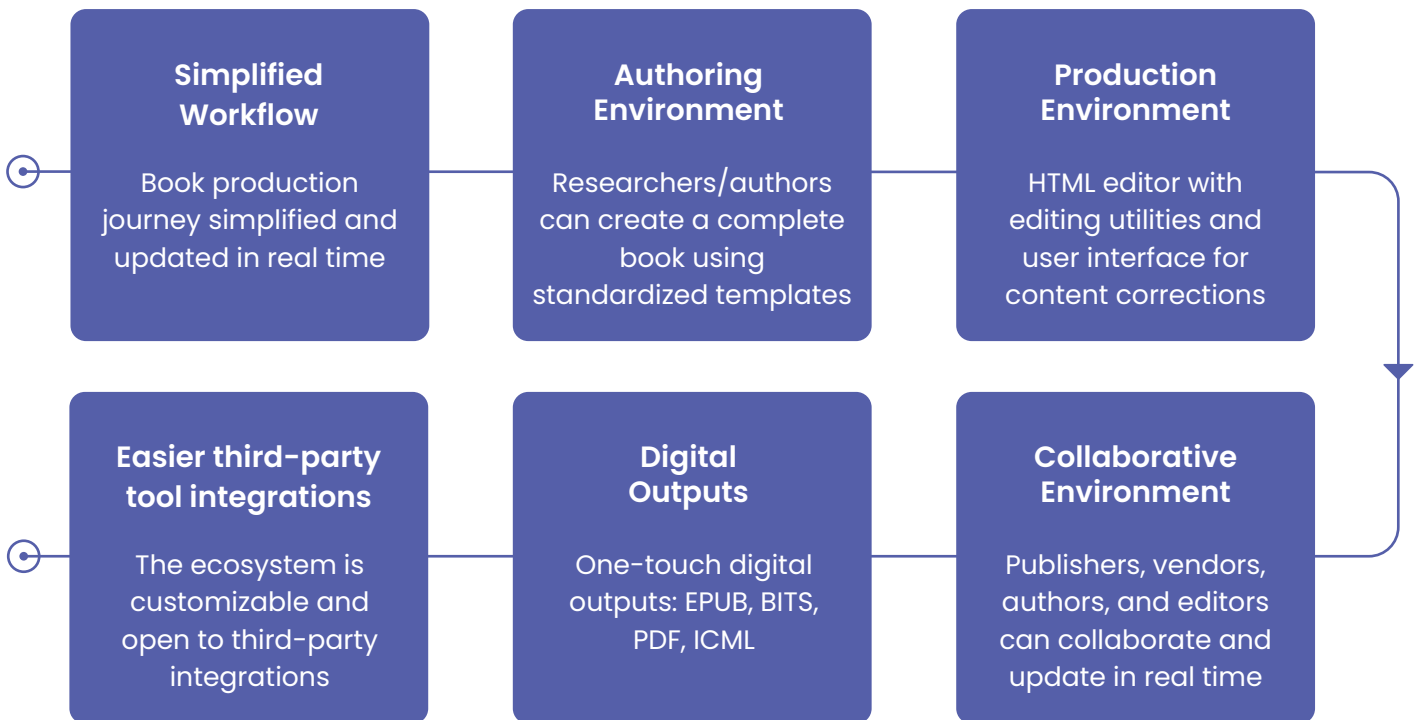 Simplified
Workflow
Book production
journey simplified and
updated in real time
Authoring
Environment
Researchers/authors
can create a complete
book using
standardized templates
Production
Environment
HTML editor with
editing utilities and
user interface for
content corrections
Collaborative
Environment
Publishers, vendors,
authors, and editors
can collaborate and
update in real time
Digital
Outputs
One-touch digital
outputs: EPUB, BITS,
PDF, ICML
Easier third-party
tool integrations
The ecosystem is
customizable and
open to third-party
integrations